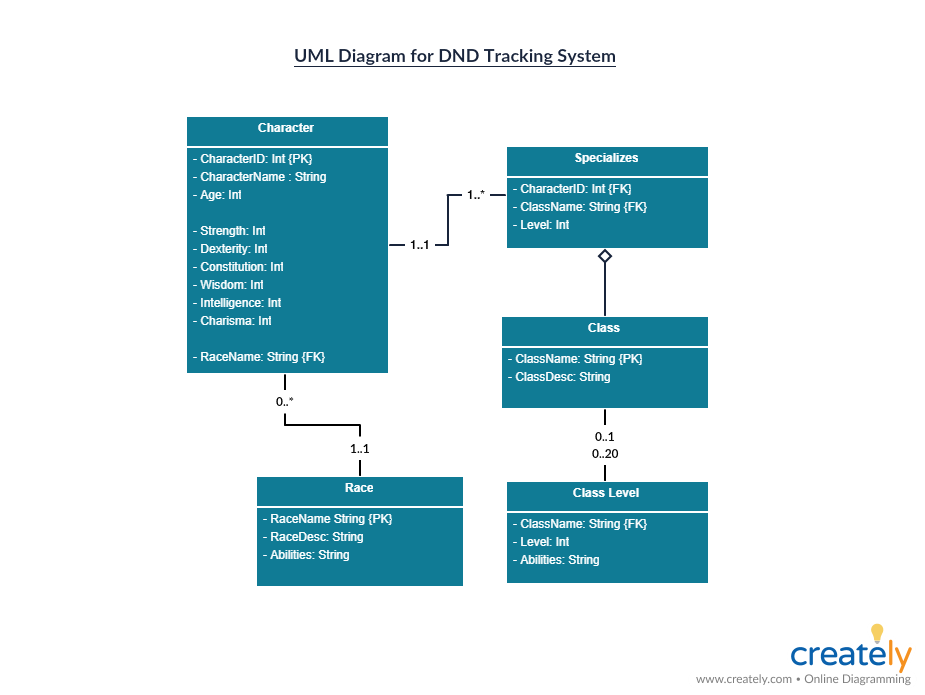 UML Diagram for DND Tracking System
Character
- CharacterID: Int {PK}
- CharacterName : String
- Age: Int
- Strength: Int
- Dexterity: Int
- Constitution: Int
- Wisdom: Int
- Intelligence: Int
- Charisma: Int
- RaceName: String {FK}
1..1
1..*
Specializes
- CharacterID: Int {FK}
- ClassName: String {FK}
- Level: Int
Class
- ClassName: String {PK}
- ClassDesc: String
0..*
1..1
0..1
0..20
Race
- RaceName String {PK}
- RaceDesc: String
- Abilities: String
Class Level
- ClassName: String {FK}
- Level: Int
- Abilities: String
creately
www.creately.com • Online Diagramming